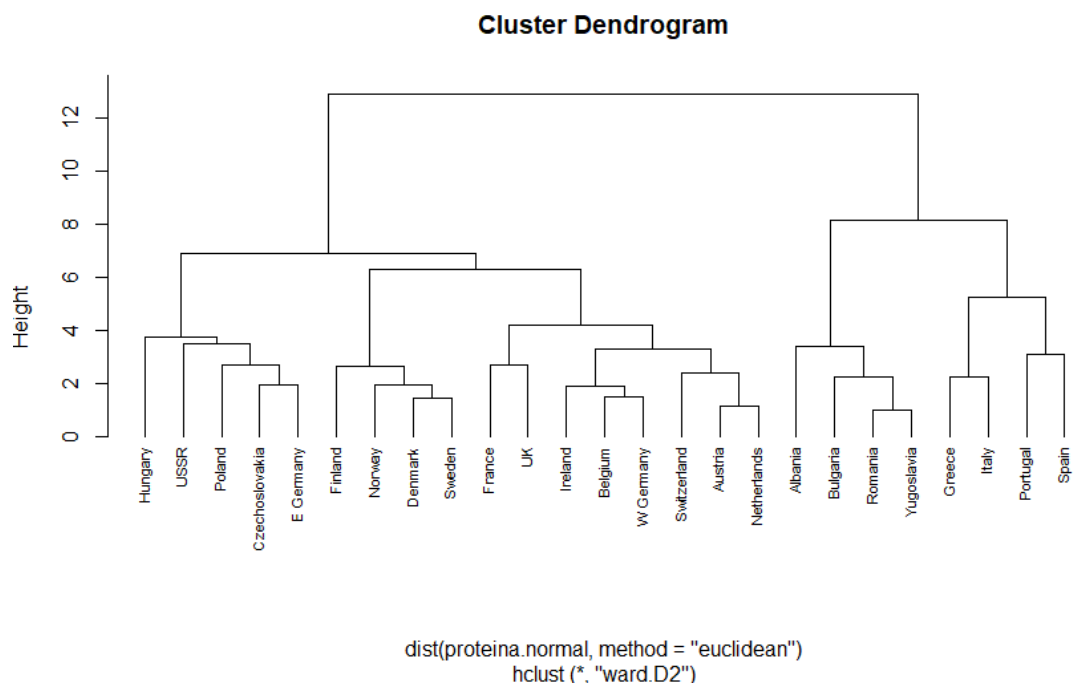 Cluster Dendrogram
Height
0
2
4
6
8
10
12
Hungary
USSR
Poland
Czechoslovakia
E Germany
Finland
Norway
Denmark
Sweden
France
UK
Ireland
Belgium
W Germany
Switzerland
Austria
Netherlands
Albania
Bulgaria
Romania
Yugoslavia
Greece
Italy
Portugal
Spain
dist(proteina.normal, method = "euclidean")
hclust (*, "ward.D2")